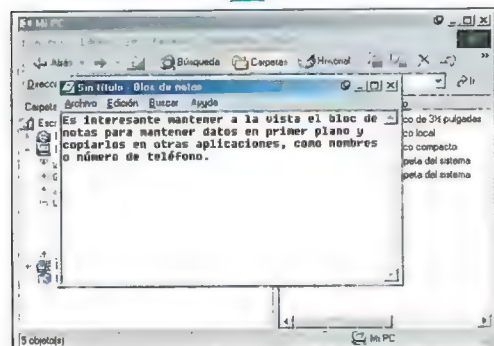 Mi PC
Atrás Búsqueda Carpetas Historial
Sin título - Bloc de notas
Archivo Edición Buscar Ayuda
Es interesante mantener a la vista el bloc de
notas para mantener datos en primer plano y
copiarlos en otras aplicaciones, como nombres
o número de teléfono.
Carpeta
co de 3½ pulgadas
co local
co compacto
peta del sistema
peta del sistema
5 objeto(s)
Mi PC